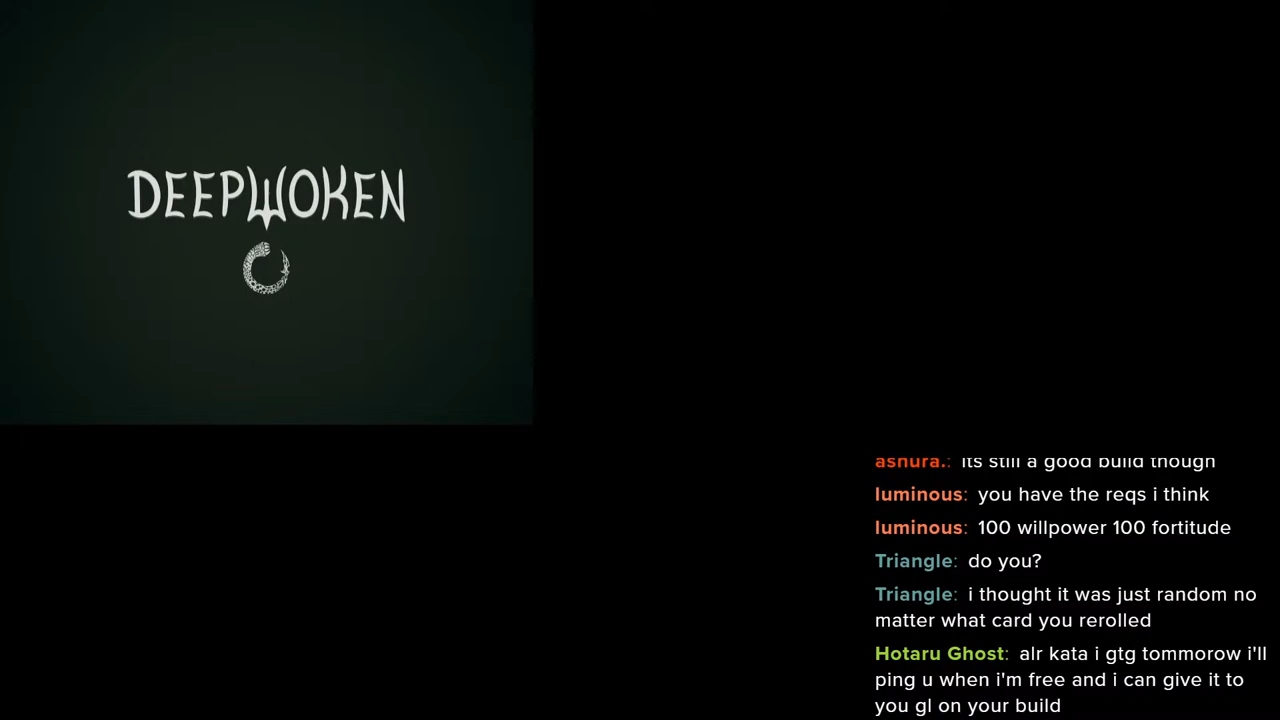 DEEPWOKEN
asnura.: its still a good build though
luminous: you have the reqs i think
luminous: 100 willpower 100 fortitude
Triangle: do you?
Triangle: i thought it was just random no
matter what card you rerolled
Hotaru Ghost: alr kata i gtg tommorow i'll
ping u when i'm free and i can give it to
you gl on your build